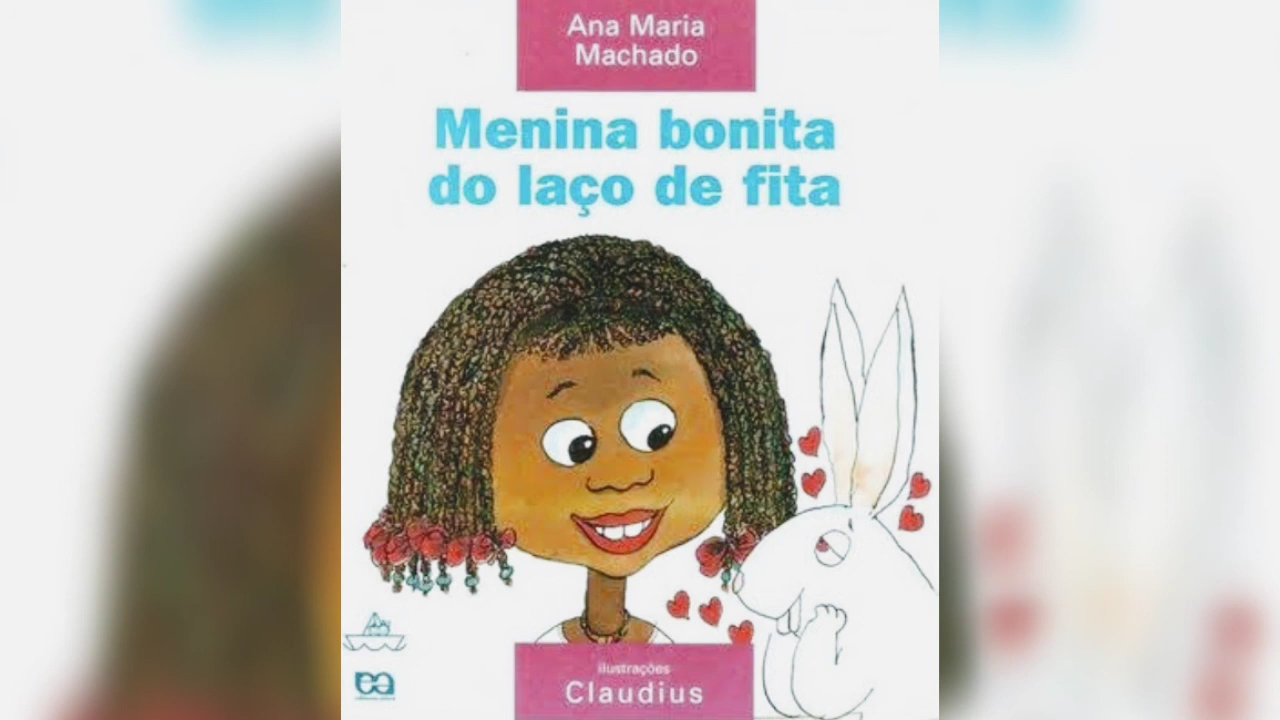 Ana Maria
Machado
Menina bonita
do laço de fita
ilustrações
Claudius